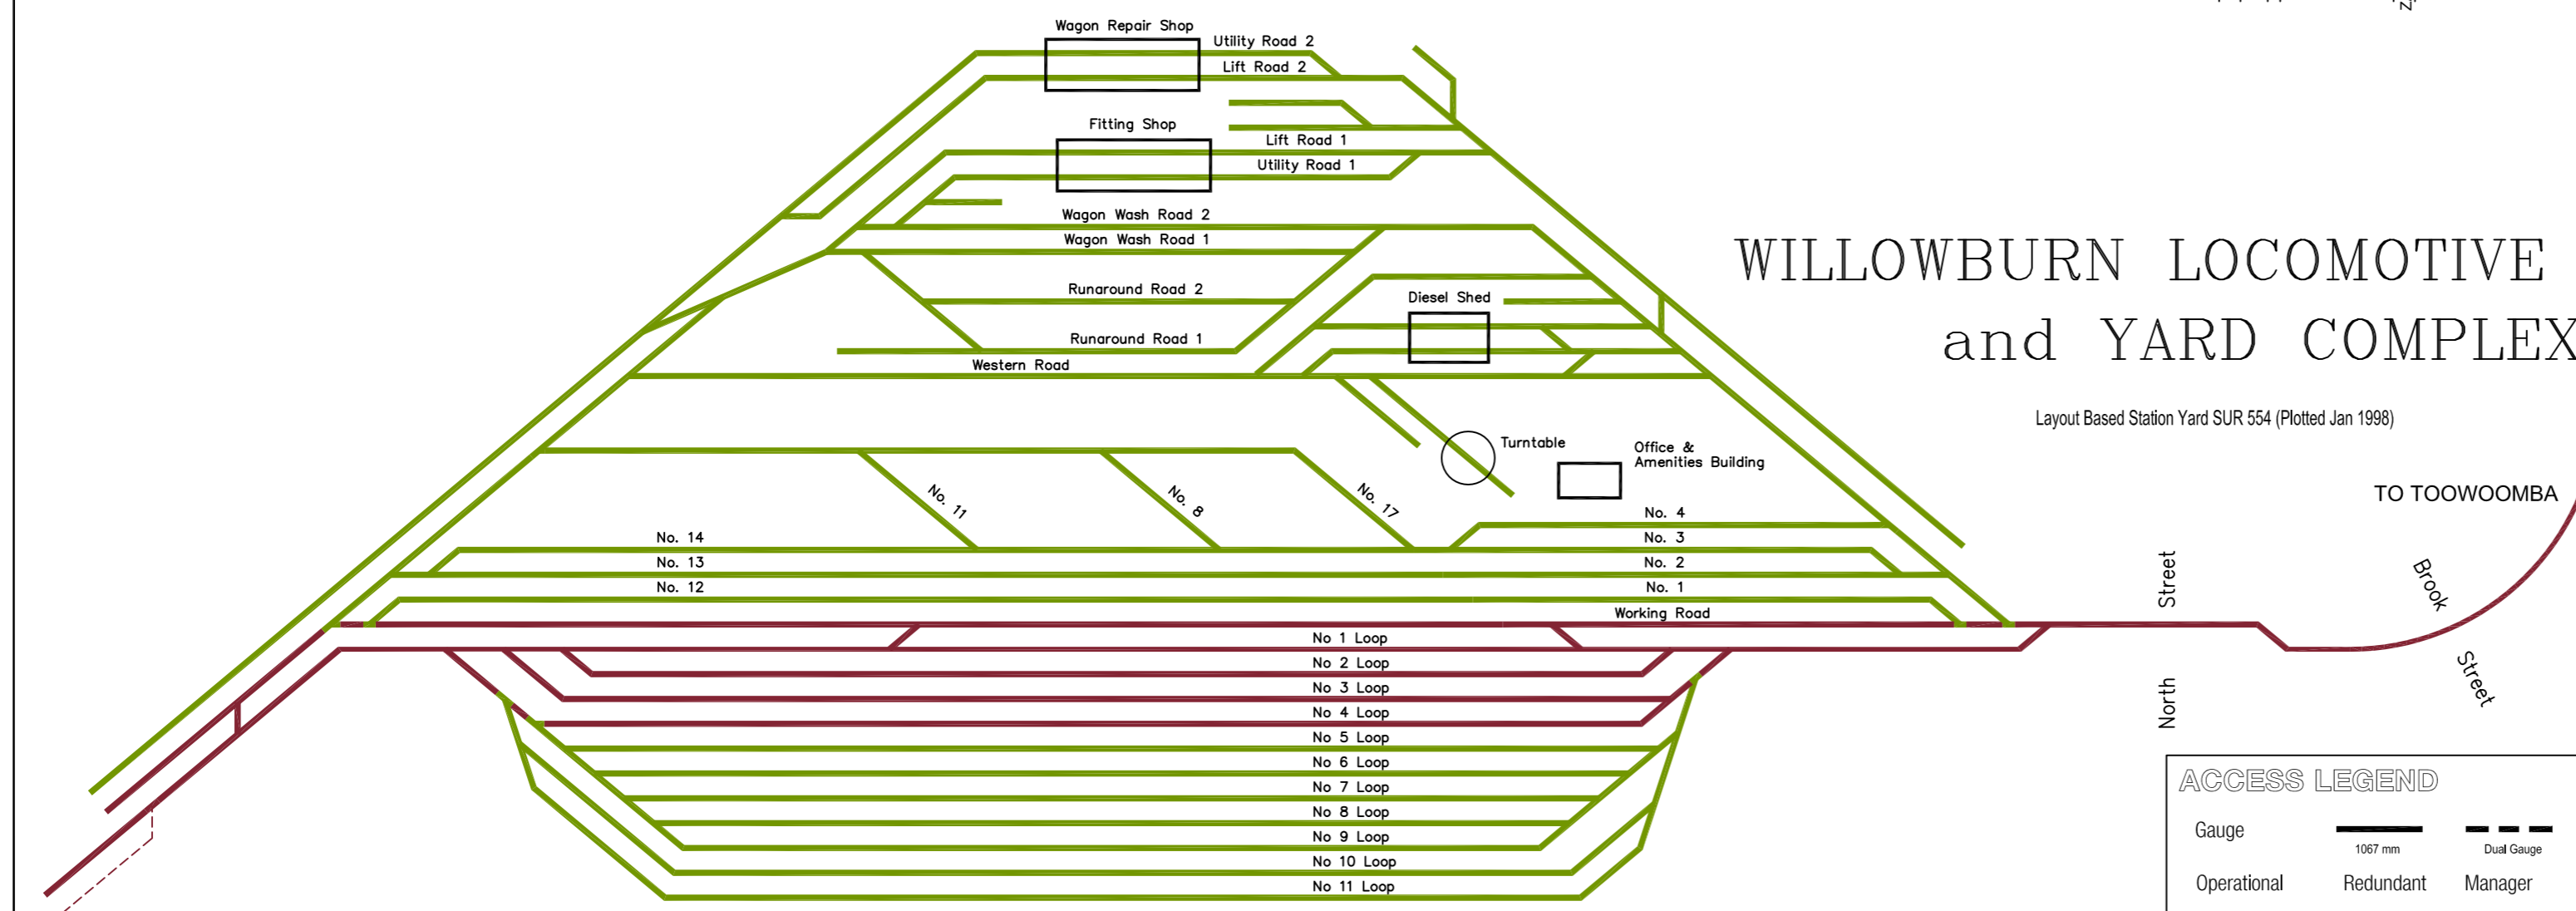 Wagon Repair Shop
Utility Road 2
Lift Road 2
Fitting Shop
Lift Road 1
Utility Road 1
Wagon Wash Road 2
Wagon Wash Road 1
Runaround Road 2
Diesel Shed
Runaround Road 1
Western Road
WILLOWBURN LOCOMOTIVE
and YARD COMPLEX
Layout Based Station Yard SUR 554 (Plotted Jan 1998)
Turntable
Office &
Amenities Building
TO TOOWOOMBA
No. 11
No. 8
No. 17
No. 4
No. 14
No. 3
No. 13
No. 2
No. 12
No. 1
Working Road
North Street
Brook Street
No 1 Loop
No 2 Loop
No 3 Loop
No 4 Loop
No 5 Loop
No 6 Loop
No 7 Loop
No 8 Loop
No 9 Loop
No 10 Loop
No 11 Loop
ACCESS LEGEND
Gauge
1067 mm
Dual Gauge
Operational Redundant Manager